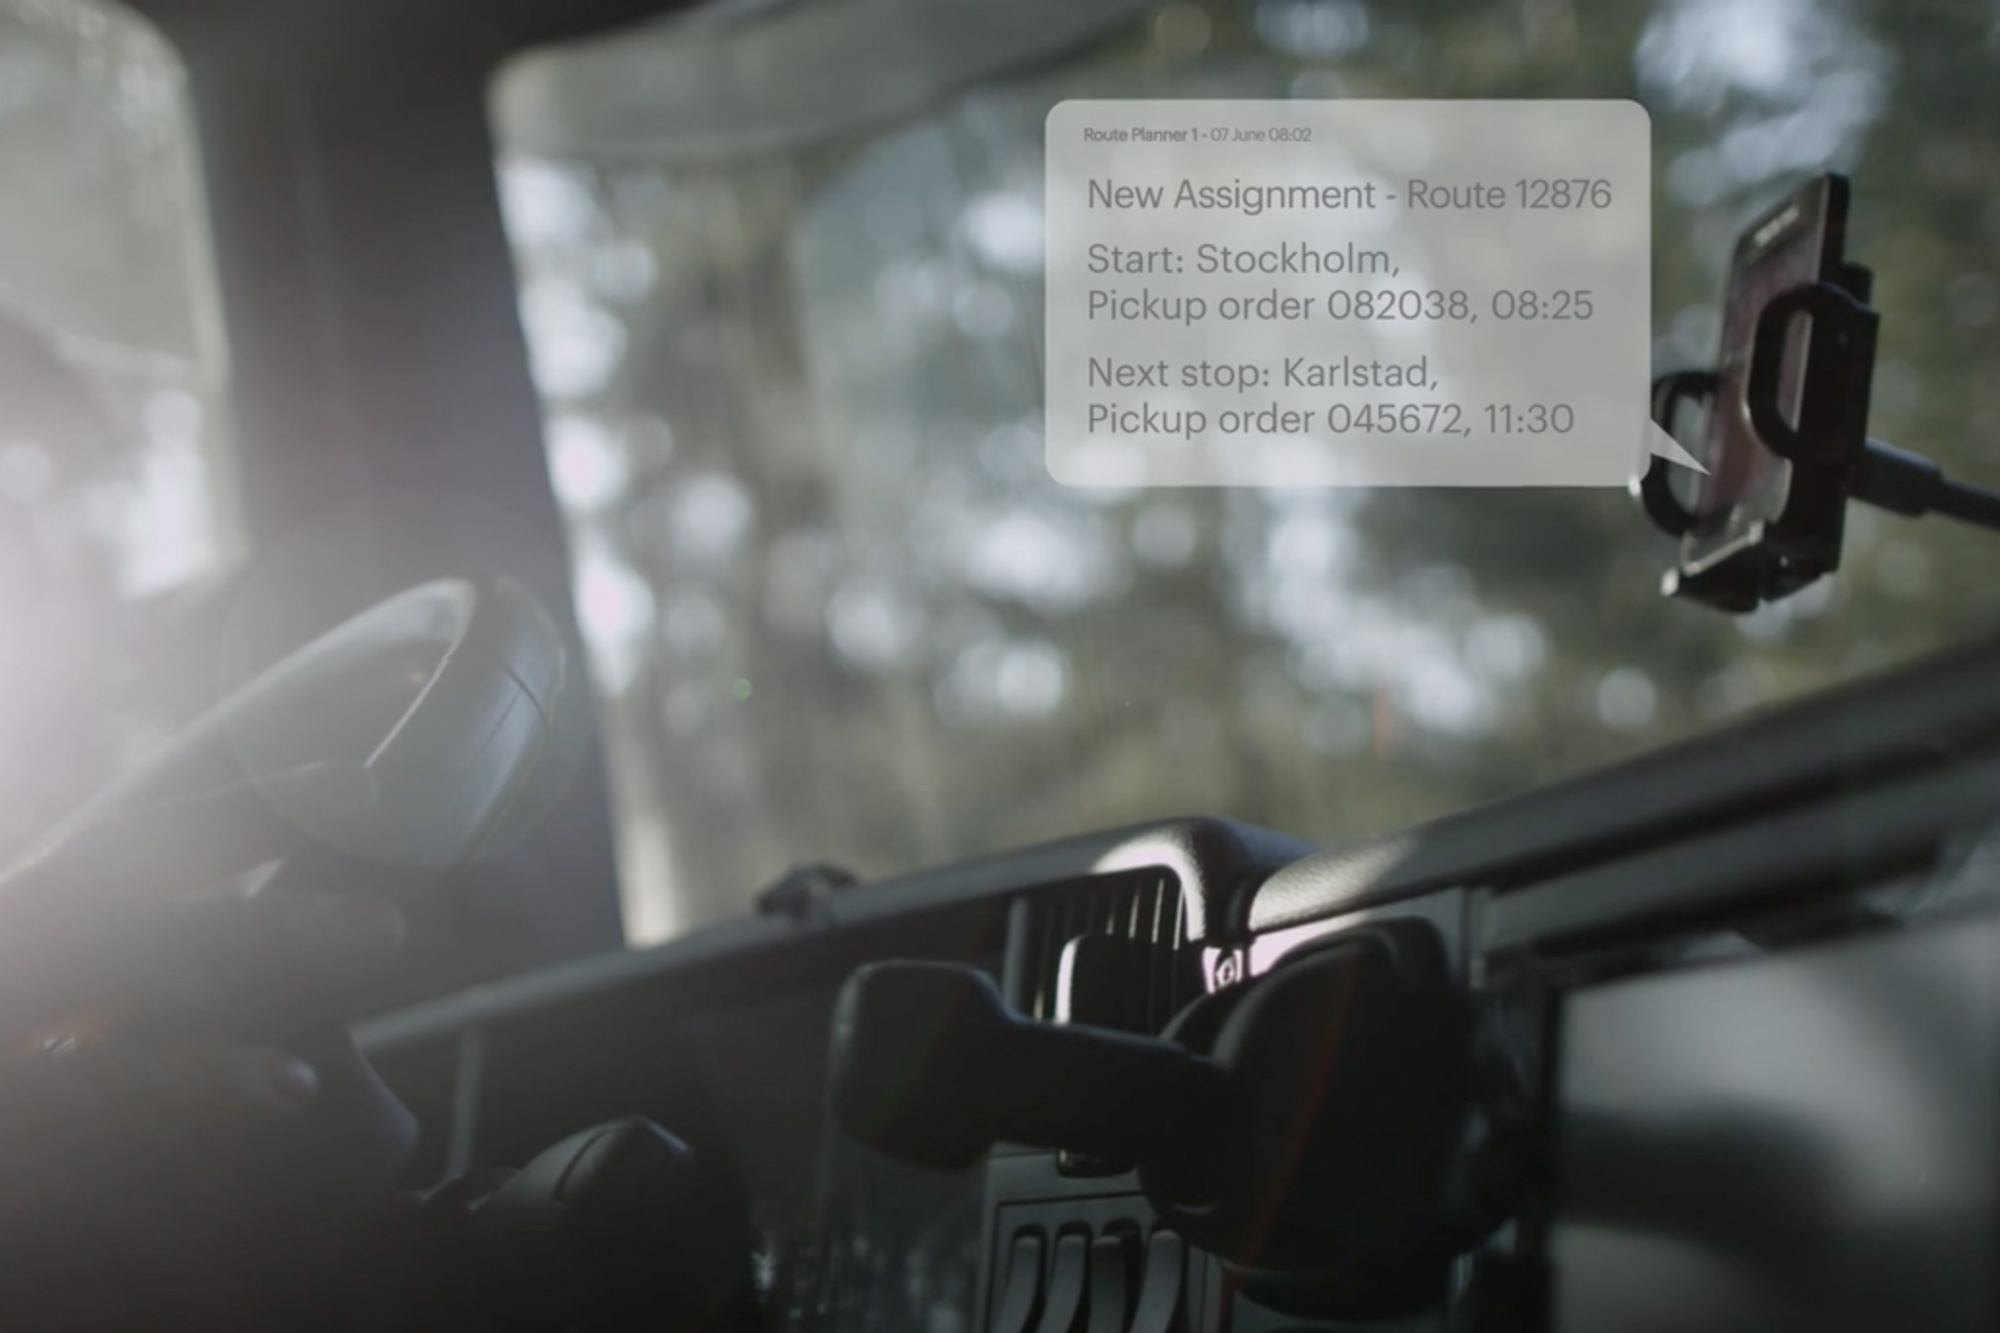 Route Planner 1 - 07 June 08:02
New Assignment - Route 12876
Start: Stockholm,
Pickup order 082038, 08:25
Next stop: Karlstad,
Pickup order 045672, 11:30